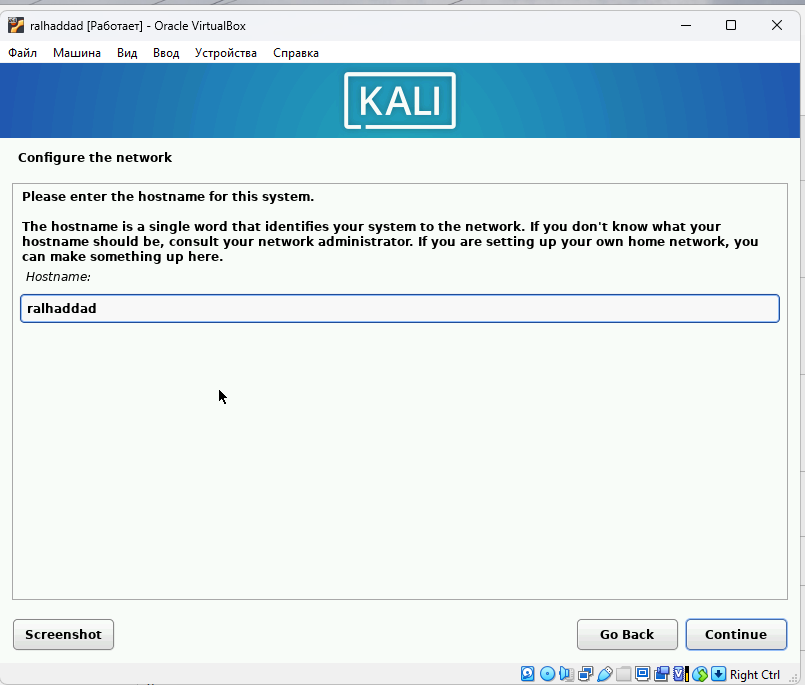 ralhaddad [Работает] - Oracle VirtualBox
Файл Машина Вид Ввод Устройства Справка
KALI
Configure the network
Please enter the hostname for this system.
The hostname is a single word that identifies your system to the network. If you don't know what your
hostname should be, consult your network administrator. If you are setting up your own home network, you
can make something up here.
Hostname:
ralhaddad
Screenshot Go Back Continue
Right Ctrl